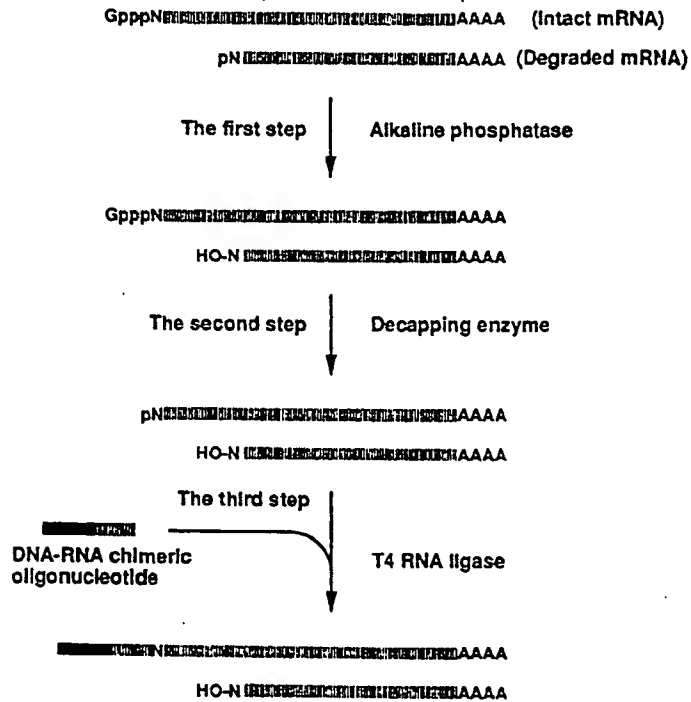 GpppN AAAA (Intact mRNA)
pN AAAA (Degraded mRNA)
The first step Alkaline phosphatase
GpppN AAAA
HO-N AAAA
The second step Decapping enzyme
pN AAAA
HO-N AAAA
The third step
DNA-RNA chimeric
oligonucleotide
T4 RNA ligase
N AAAA
HO-N AAAA